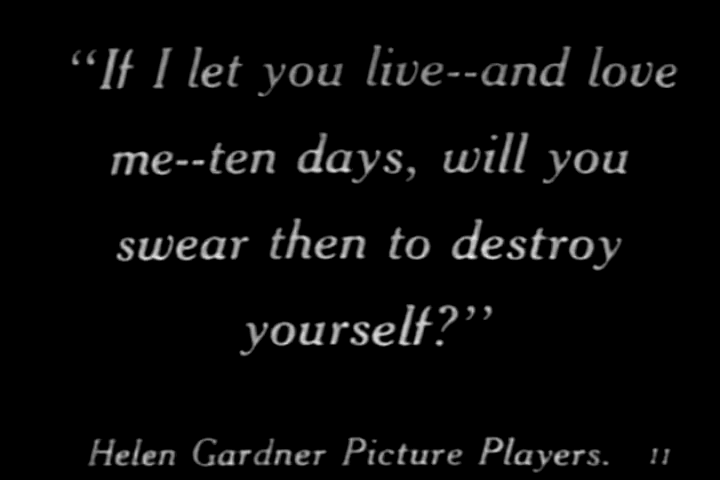 “If I let you live--and love
me--ten days, will you
swear then to destroy
yourself?”
Helen Gardner Picture Players. 11